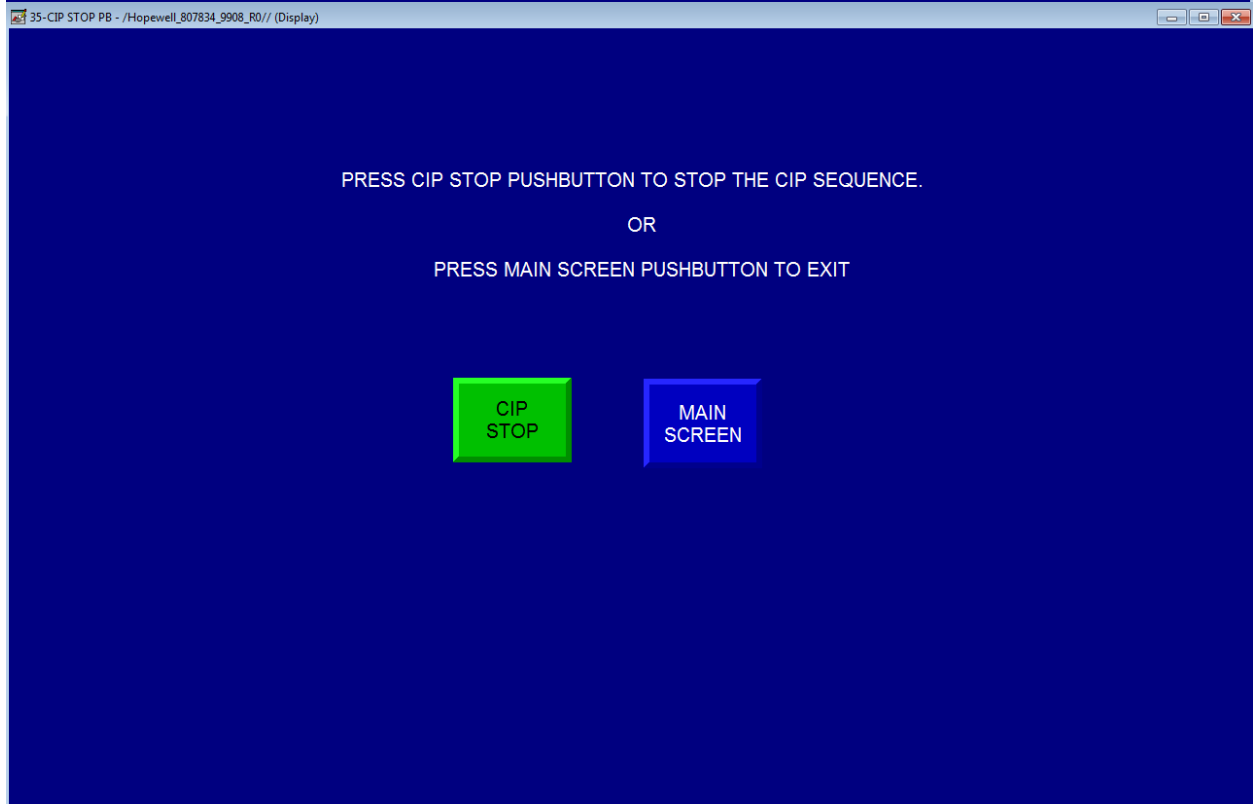 35-CIP STOP PB - /Hopewell_807834_9908_R0// (Display)
PRESS CIP STOP PUSHBUTTON TO STOP THE CIP SEQUENCE.
OR
PRESS MAIN SCREEN PUSHBUTTON TO EXIT
CIP
STOP
MAIN
SCREEN